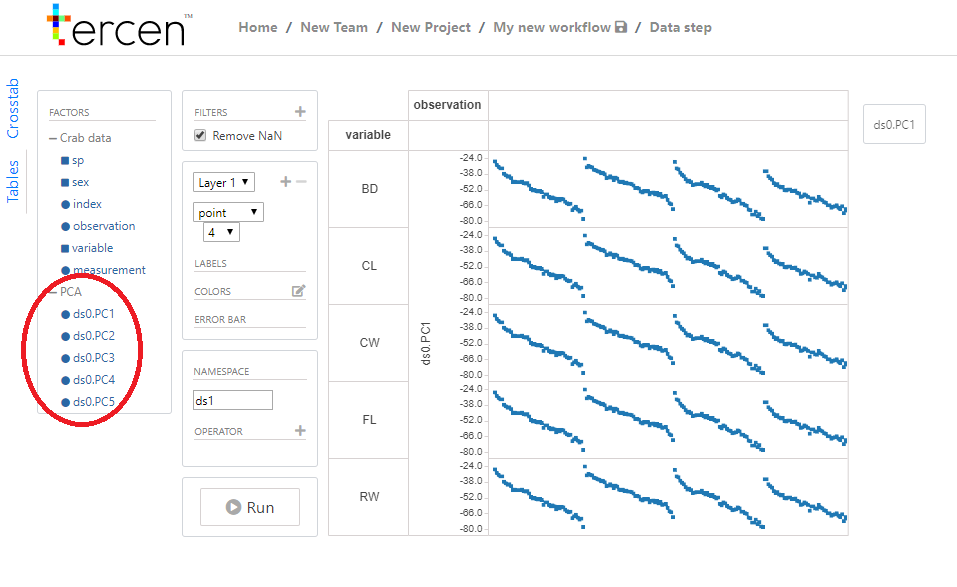 tercen™
Home / New Team / New Project / My new workflow / Data step
Crosstab
Tables
FACTORS
Crab data
sp
sex
index
observation
variable
measurement
PCA
ds0.PC1
ds0.PC2
ds0.PC3
ds0.PC4
ds0.PC5
FILTERS +
Remove NaN
Layer 1 + −
point
4
LABELS
COLORS
ERROR BAR
NAMESPACE
ds1
OPERATOR +
Run
observation
variable
ds0.PC1
BD
-24.0
-38.0
-52.0
-66.0
-80.0
CL
-24.0
-38.0
-52.0
-66.0
-80.0
CW
-24.0
-38.0
-52.0
-66.0
-80.0
FL
-24.0
-38.0
-52.0
-66.0
-80.0
RW
-24.0
-38.0
-52.0
-66.0
-80.0
ds0.PC1